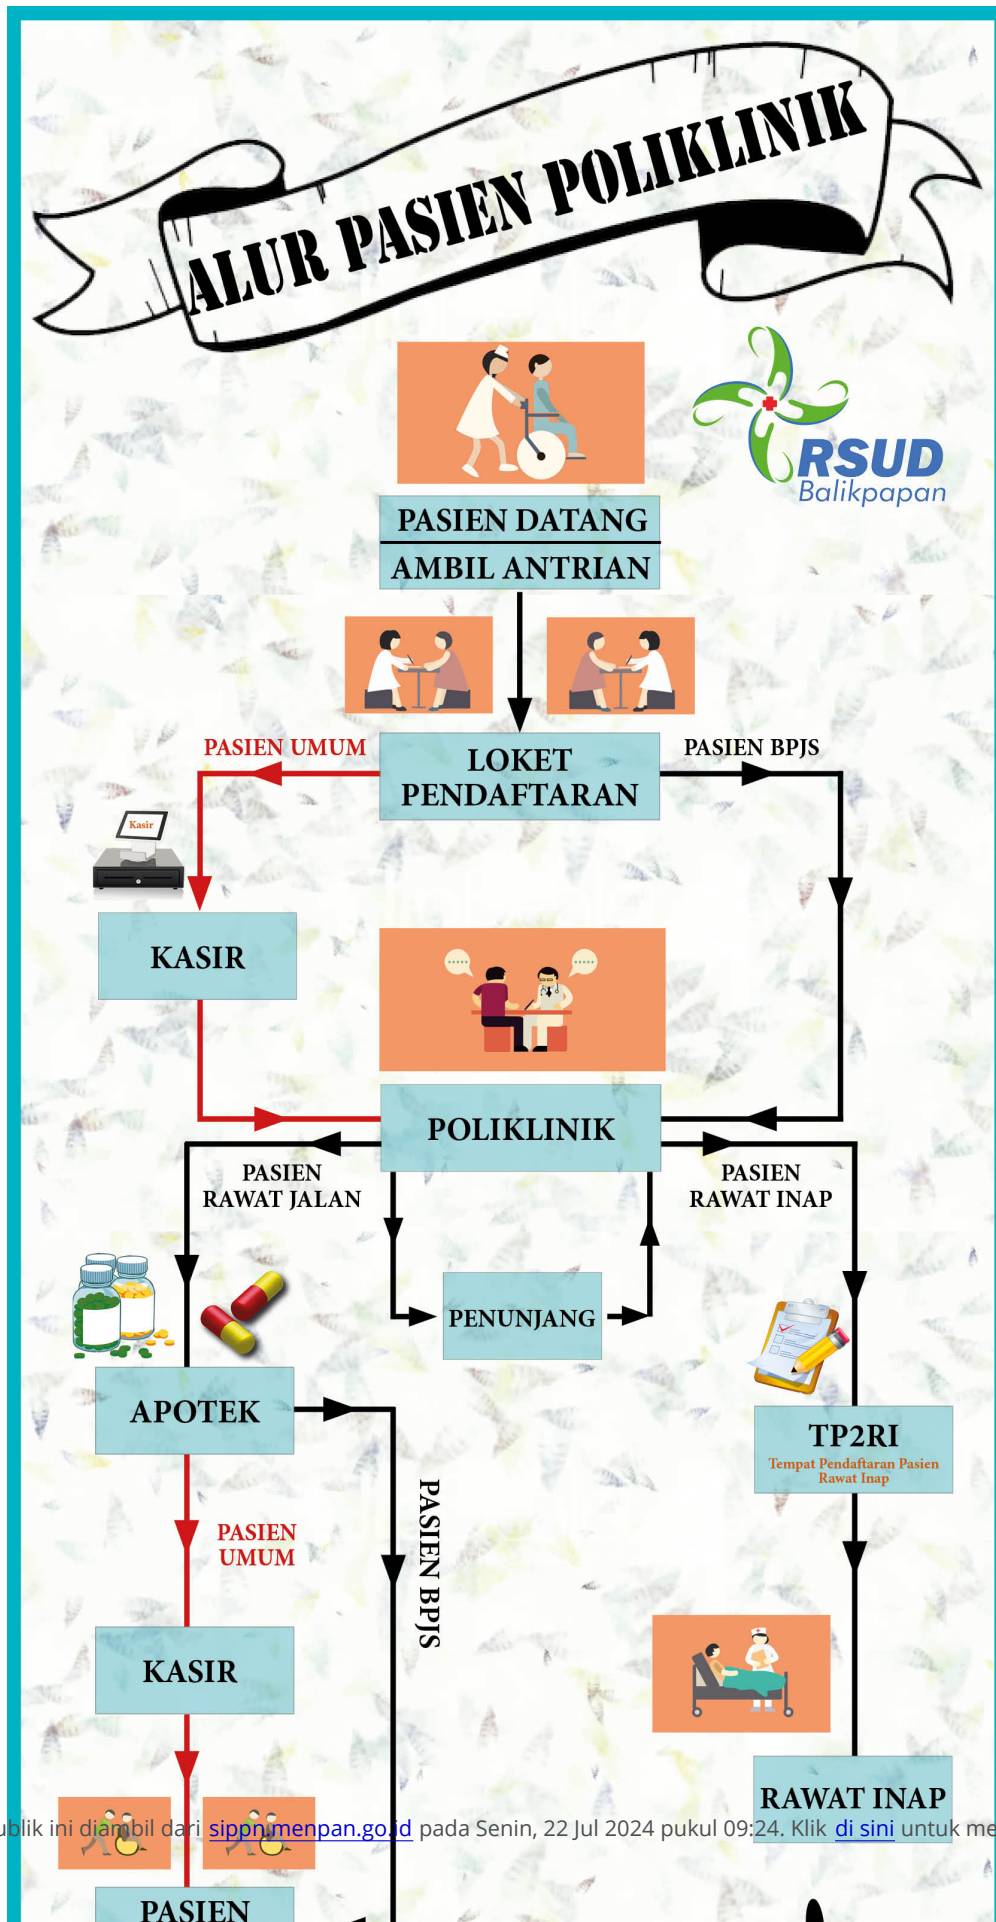 ALUR PASIEN POLIKLINIK
RSUD
Balikpapan
PASIEN DATANG
AMBIL ANTRIAN
PASIEN UMUM
LOKET
PENDAFTARAN
PASIEN BPJS
Kasir
KASIR
POLIKLINIK
PASIEN
RAWAT JALAN
PASIEN
RAWAT INAP
PENUNJANG
APOTEK
TP2RI
Tempat Pendaftaran Pasien
Rawat Inap
PASIEN BPJS
PASIEN
UMUM
KASIR
RAWAT INAP
ublik ini diambil dari sippn.menpan.go.id pada Senin, 22 Jul 2024 pukul 09:24. Klik di sini untuk me
PASIEN